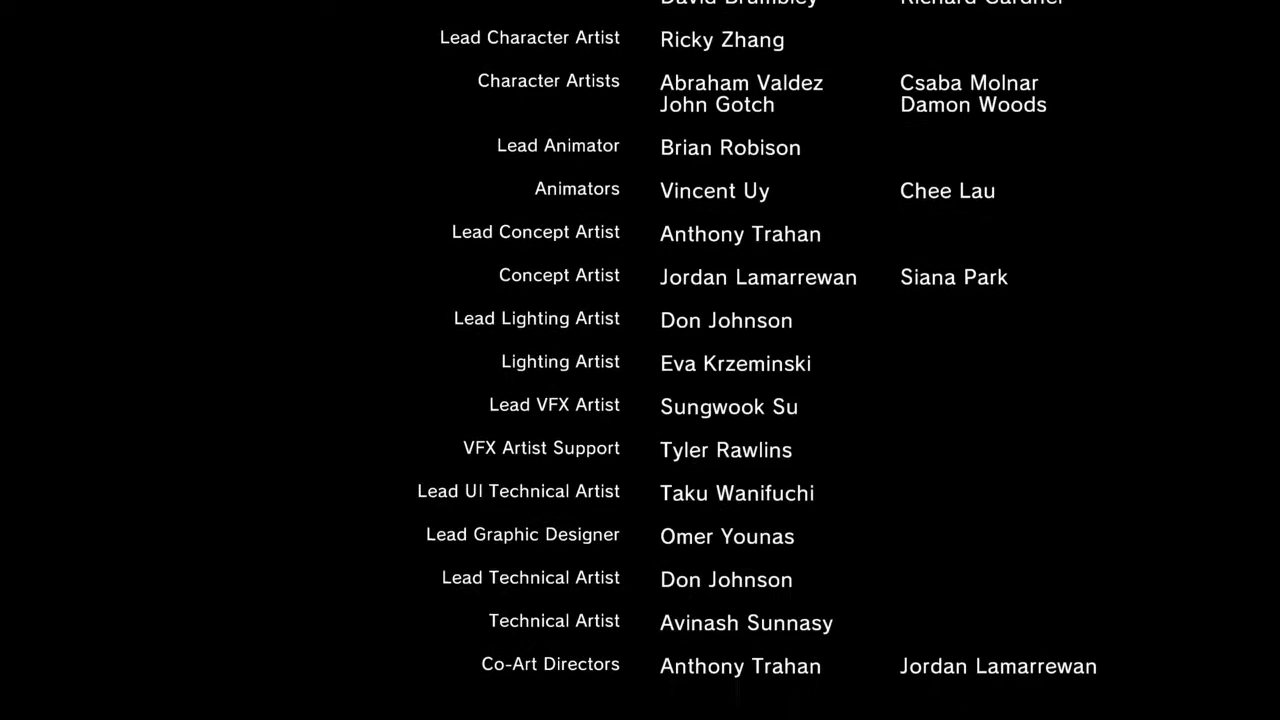 David Brumbley Richard Gardner
Lead Character Artist Ricky Zhang
Character Artists Abraham Valdez Csaba Molnar
John Gotch Damon Woods
Lead Animator Brian Robison
Animators Vincent Uy Chee Lau
Lead Concept Artist Anthony Trahan
Concept Artist Jordan Lamarrewan Siana Park
Lead Lighting Artist Don Johnson
Lighting Artist Eva Krzeminski
Lead VFX Artist Sungwook Su
VFX Artist Support Tyler Rawlins
Lead UI Technical Artist Taku Wanifuchi
Lead Graphic Designer Omer Younas
Lead Technical Artist Don Johnson
Technical Artist Avinash Sunnasy
Co-Art Directors Anthony Trahan Jordan Lamarrewan